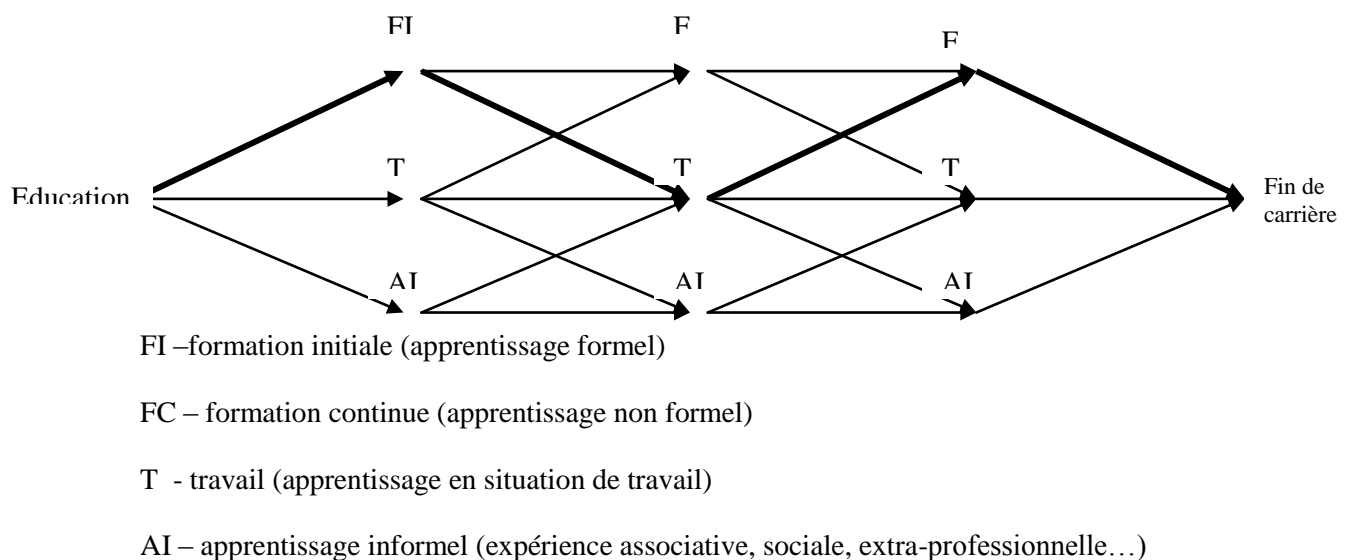 FI F F
T T T
Education
Fin de
carrière
AI AI AI
FI –formation initiale (apprentissage formel)
FC – formation continue (apprentissage non formel)
T - travail (apprentissage en situation de travail)
AI – apprentissage informel (expérience associative, sociale, extra-professionnelle…)